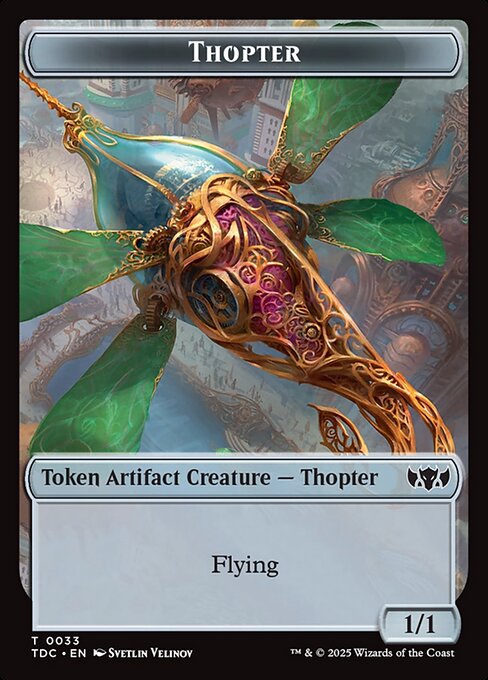 Thopter
Token Artifact Creature — Thopter
Flying
1/1
T 0033
TDC • EN Svetlin Velinov
™ & © 2025 Wizards of the Coast